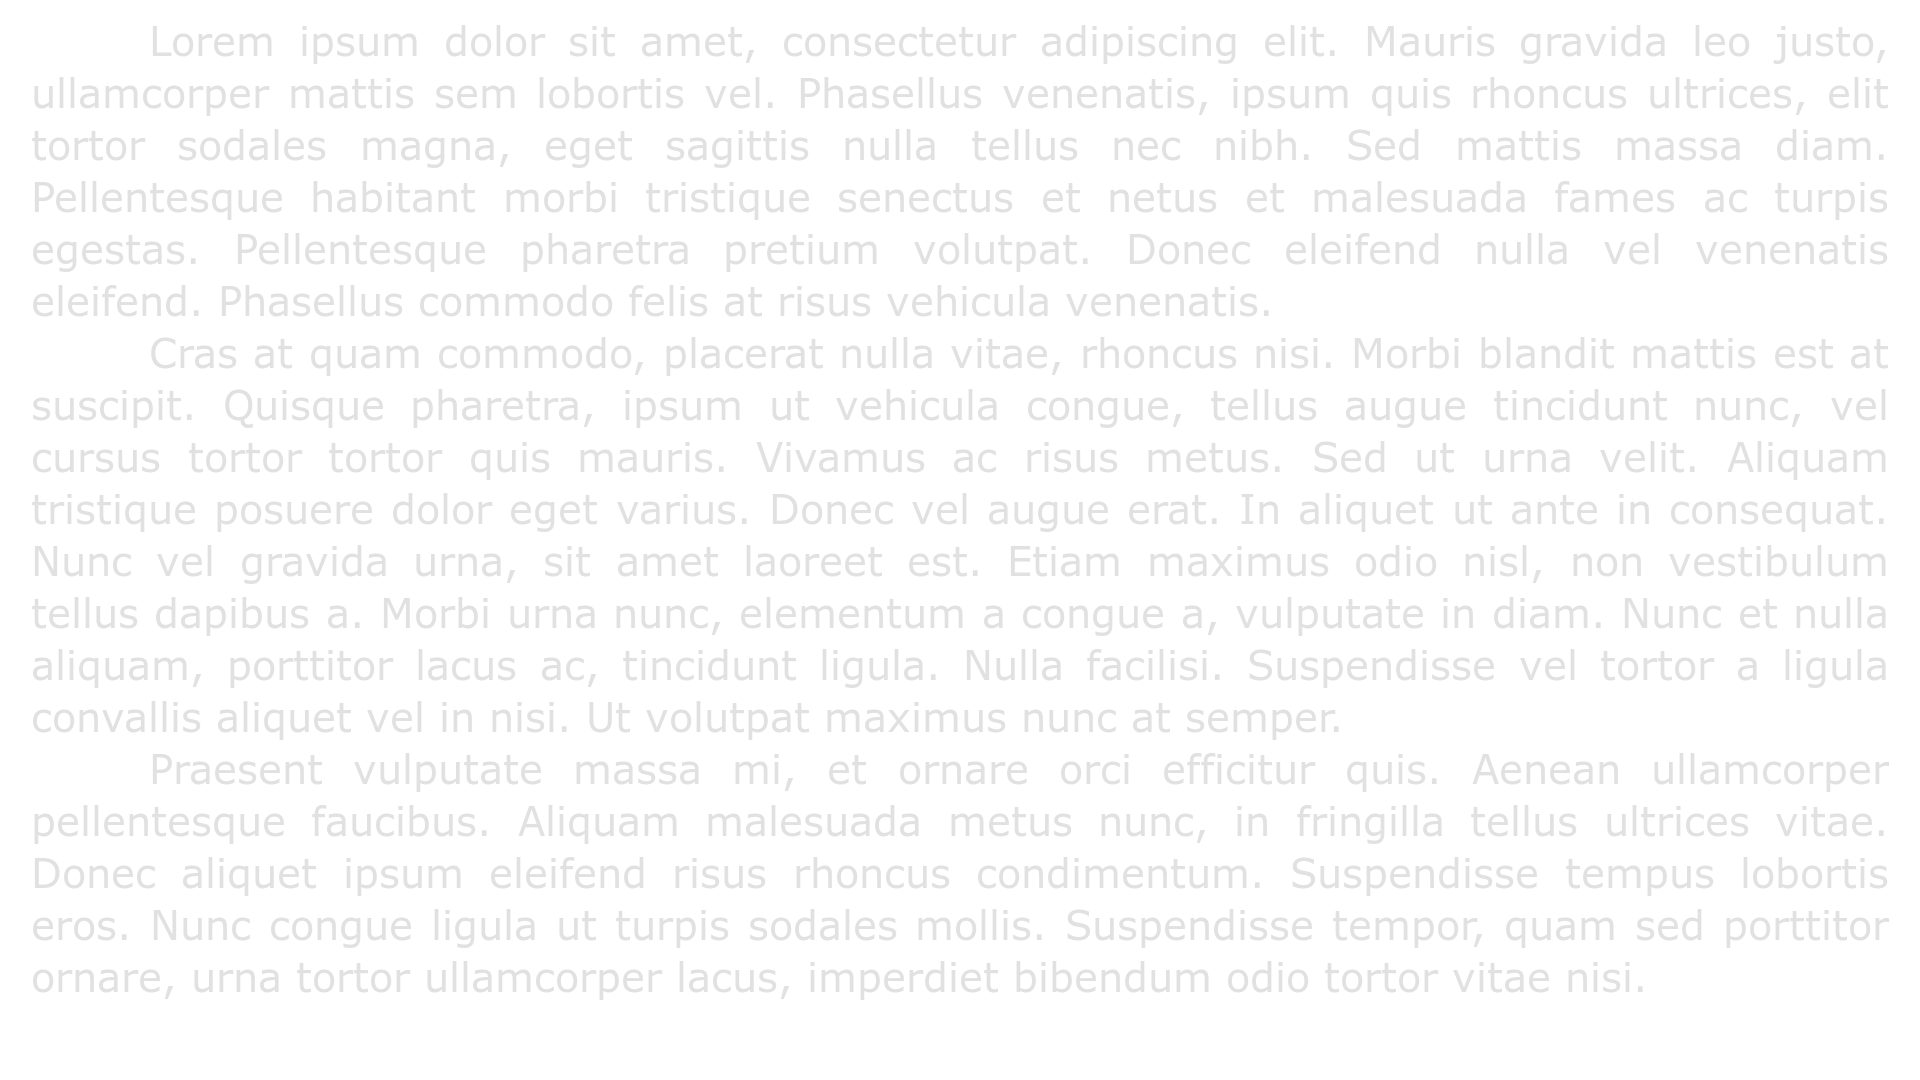 Lorem ipsum dolor sit amet, consectetur adipiscing elit. Mauris gravida leo justo,
ullamcorper mattis sem lobortis vel. Phasellus venenatis, ipsum quis rhoncus ultrices, elit
tortor sodales magna, eget sagittis nulla tellus nec nibh. Sed mattis massa diam.
Pellentesque habitant morbi tristique senectus et netus et malesuada fames ac turpis
egestas. Pellentesque pharetra pretium volutpat. Donec eleifend nulla vel venenatis
eleifend. Phasellus commodo felis at risus vehicula venenatis.
Cras at quam commodo, placerat nulla vitae, rhoncus nisi. Morbi blandit mattis est at
suscipit. Quisque pharetra, ipsum ut vehicula congue, tellus augue tincidunt nunc, vel
cursus tortor tortor quis mauris. Vivamus ac risus metus. Sed ut urna velit. Aliquam
tristique posuere dolor eget varius. Donec vel augue erat. In aliquet ut ante in consequat.
Nunc vel gravida urna, sit amet laoreet est. Etiam maximus odio nisl, non vestibulum
tellus dapibus a. Morbi urna nunc, elementum a congue a, vulputate in diam. Nunc et nulla
aliquam, porttitor lacus ac, tincidunt ligula. Nulla facilisi. Suspendisse vel tortor a ligula
convallis aliquet vel in nisi. Ut volutpat maximus nunc at semper.
Praesent vulputate massa mi, et ornare orci efficitur quis. Aenean ullamcorper
pellentesque faucibus. Aliquam malesuada metus nunc, in fringilla tellus ultrices vitae.
Donec aliquet ipsum eleifend risus rhoncus condimentum. Suspendisse tempus lobortis
eros. Nunc congue ligula ut turpis sodales mollis. Suspendisse tempor, quam sed porttitor
ornare, urna tortor ullamcorper lacus, imperdiet bibendum odio tortor vitae nisi.